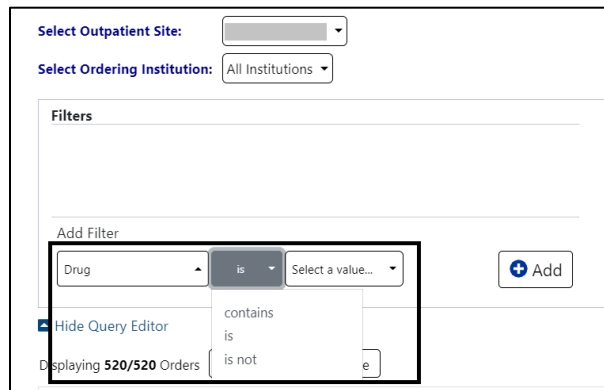 Select Outpatient Site:
Select Ordering Institution: All Institutions
Filters
Add Filter
Drug is Select a value... Add
contains
is
is not
Hide Query Editor
Displaying 520/520 Orders